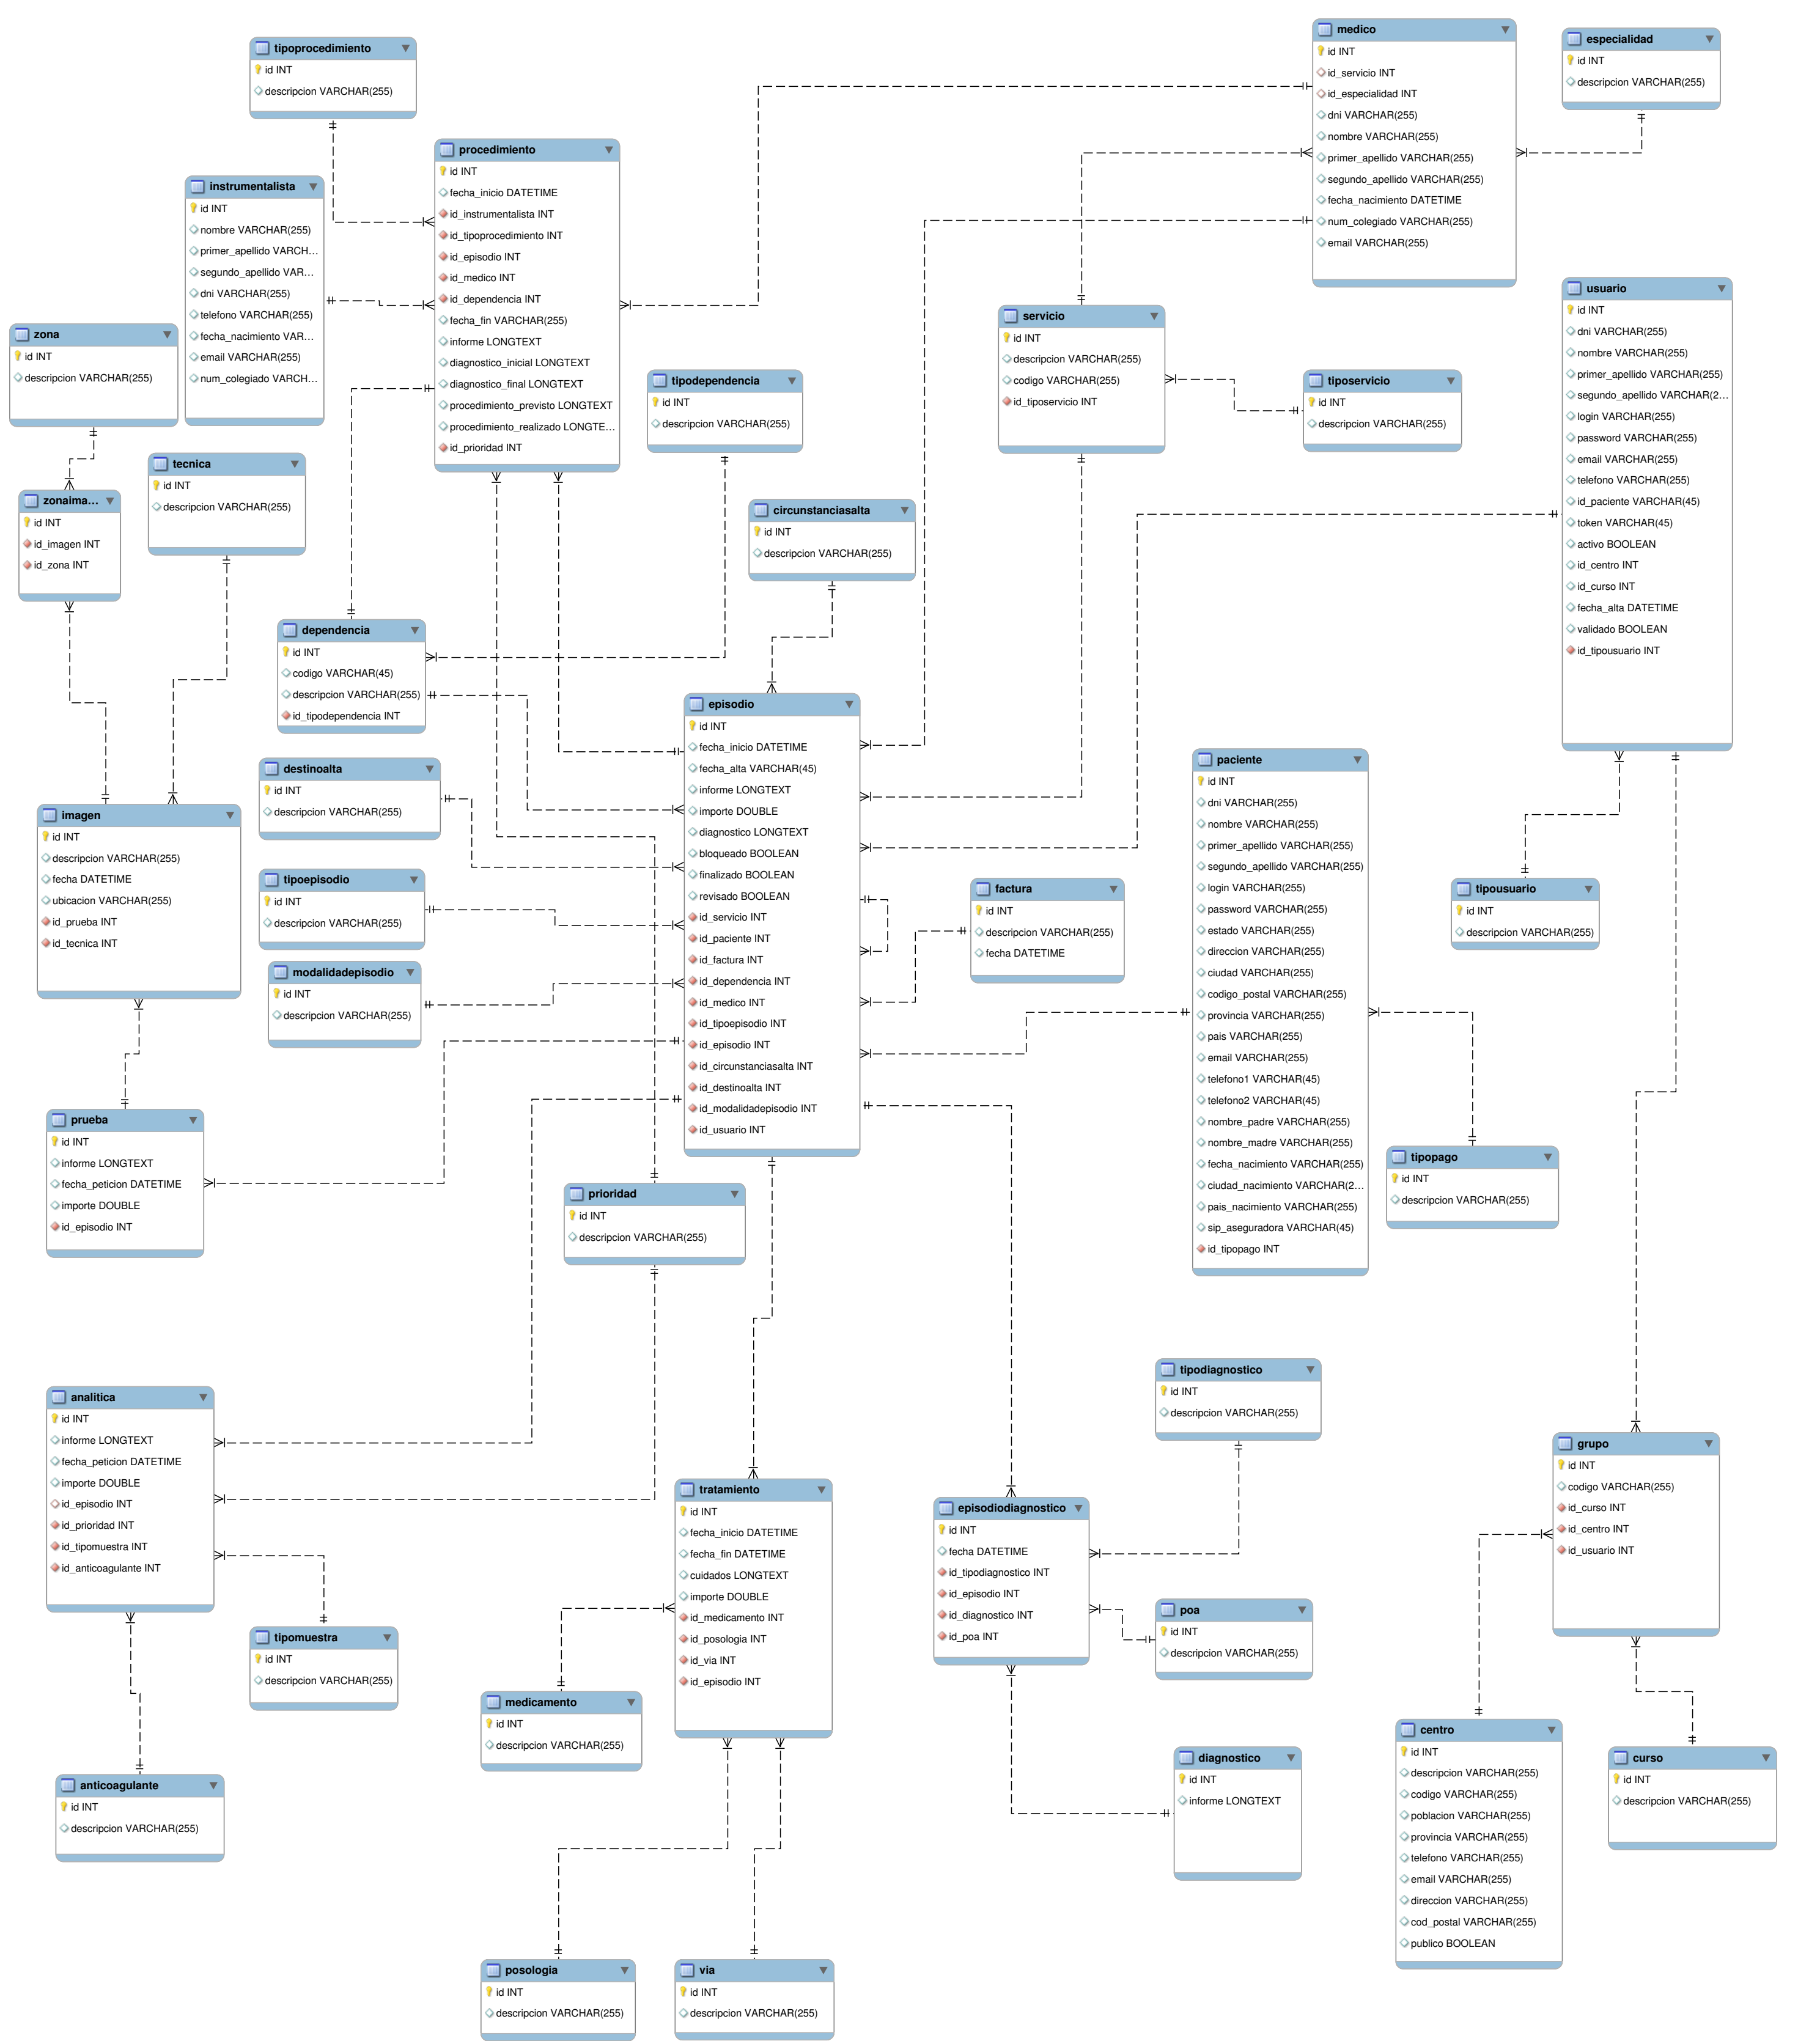 tipoprocedimiento
id INT
descripcion VARCHAR(255)
medico
id INT
id_servicio INT
id_especialidad INT
dni VARCHAR(255)
nombre VARCHAR(255)
primer_apellido VARCHAR(255)
segundo_apellido VARCHAR(255)
fecha_nacimiento DATETIME
num_colegiado VARCHAR(255)
email VARCHAR(255)
especialidad
id INT
descripcion VARCHAR(255)
procedimiento
id INT
fecha_inicio DATETIME
id_instrumentalista INT
id_tipoprocedimiento INT
id_episodio INT
id_medico INT
id_dependencia INT
fecha_fin VARCHAR(255)
informe LONGTEXT
diagnostico_inicial LONGTEXT
diagnostico_final LONGTEXT
procedimiento_previsto LONGTEXT
procedimiento_realizado LONGTE...
id_prioridad INT
instrumentalista
id INT
nombre VARCHAR(255)
primer_apellido VARCH...
segundo_apellido VAR...
dni VARCHAR(255)
telefono VARCHAR(255)
fecha_nacimiento VAR...
email VARCHAR(255)
num_colegiado VARCH...
usuario
id INT
dni VARCHAR(255)
nombre VARCHAR(255)
primer_apellido VARCHAR(255)
segundo_apellido VARCHAR(2...
login VARCHAR(255)
password VARCHAR(255)
email VARCHAR(255)
telefono VARCHAR(255)
id_paciente VARCHAR(45)
token VARCHAR(45)
activo BOOLEAN
id_centro INT
id_curso INT
fecha_alta DATETIME
validado BOOLEAN
id_tipousuario INT
servicio
id INT
descripcion VARCHAR(255)
codigo VARCHAR(255)
id_tiposervicio INT
zona
id INT
descripcion VARCHAR(255)
tipodependencia
id INT
descripcion VARCHAR(255)
tiposervicio
id INT
descripcion VARCHAR(255)
tecnica
id INT
descripcion VARCHAR(255)
zonaima...
id INT
id_imagen INT
id_zona INT
circunstanciasalta
id INT
descripcion VARCHAR(255)
dependencia
id INT
codigo VARCHAR(45)
descripcion VARCHAR(255)
id_tipodependencia INT
episodio
id INT
fecha_inicio DATETIME
fecha_alta VARCHAR(45)
informe LONGTEXT
importe DOUBLE
diagnostico LONGTEXT
bloqueado BOOLEAN
finalizado BOOLEAN
revisado BOOLEAN
id_servicio INT
id_paciente INT
id_factura INT
id_dependencia INT
id_medico INT
id_tipoepisodio INT
id_episodio INT
id_circunstanciasalta INT
id_destinoalta INT
id_modalidadepisodio INT
id_usuario INT
paciente
id INT
dni VARCHAR(255)
nombre VARCHAR(255)
primer_apellido VARCHAR(255)
segundo_apellido VARCHAR(255)
login VARCHAR(255)
password VARCHAR(255)
estado VARCHAR(255)
direccion VARCHAR(255)
ciudad VARCHAR(255)
codigo_postal VARCHAR(255)
provincia VARCHAR(255)
pais VARCHAR(255)
email VARCHAR(255)
telefono1 VARCHAR(45)
telefono2 VARCHAR(45)
nombre_padre VARCHAR(255)
nombre_madre VARCHAR(255)
fecha_nacimiento VARCHAR(255)
ciudad_nacimiento VARCHAR(2...
pais_nacimiento VARCHAR(255)
sip_aseguradora VARCHAR(45)
id_tipopago INT
destinoalta
id INT
descripcion VARCHAR(255)
imagen
id INT
descripcion VARCHAR(255)
fecha DATETIME
ubicacion VARCHAR(255)
id_prueba INT
id_tecnica INT
tipoepisodio
id INT
descripcion VARCHAR(255)
factura
id INT
descripcion VARCHAR(255)
fecha DATETIME
tipousuario
id INT
descripcion VARCHAR(255)
modalidadepisodio
id INT
descripcion VARCHAR(255)
prueba
id INT
informe LONGTEXT
fecha_peticion DATETIME
importe DOUBLE
id_episodio INT
tipopago
id INT
descripcion VARCHAR(255)
prioridad
id INT
descripcion VARCHAR(255)
tipodiagnostico
id INT
descripcion VARCHAR(255)
analitica
id INT
informe LONGTEXT
fecha_peticion DATETIME
importe DOUBLE
id_episodio INT
id_prioridad INT
id_tipomuestra INT
id_anticoagulante INT
grupo
id INT
codigo VARCHAR(255)
id_curso INT
id_centro INT
id_usuario INT
tratamiento
id INT
fecha_inicio DATETIME
fecha_fin DATETIME
cuidados LONGTEXT
importe DOUBLE
id_medicamento INT
id_posologia INT
id_via INT
id_episodio INT
episodiodiagnostico
id INT
fecha DATETIME
id_tipodiagnostico INT
id_episodio INT
id_diagnostico INT
id_poa INT
poa
id INT
descripcion VARCHAR(255)
tipomuestra
id INT
descripcion VARCHAR(255)
medicamento
id INT
descripcion VARCHAR(255)
centro
id INT
descripcion VARCHAR(255)
codigo VARCHAR(255)
poblacion VARCHAR(255)
provincia VARCHAR(255)
telefono VARCHAR(255)
email VARCHAR(255)
direccion VARCHAR(255)
cod_postal VARCHAR(255)
publico BOOLEAN
diagnostico
id INT
informe LONGTEXT
curso
id INT
descripcion VARCHAR(255)
anticoagulante
id INT
descripcion VARCHAR(255)
posologia
id INT
descripcion VARCHAR(255)
via
id INT
descripcion VARCHAR(255)